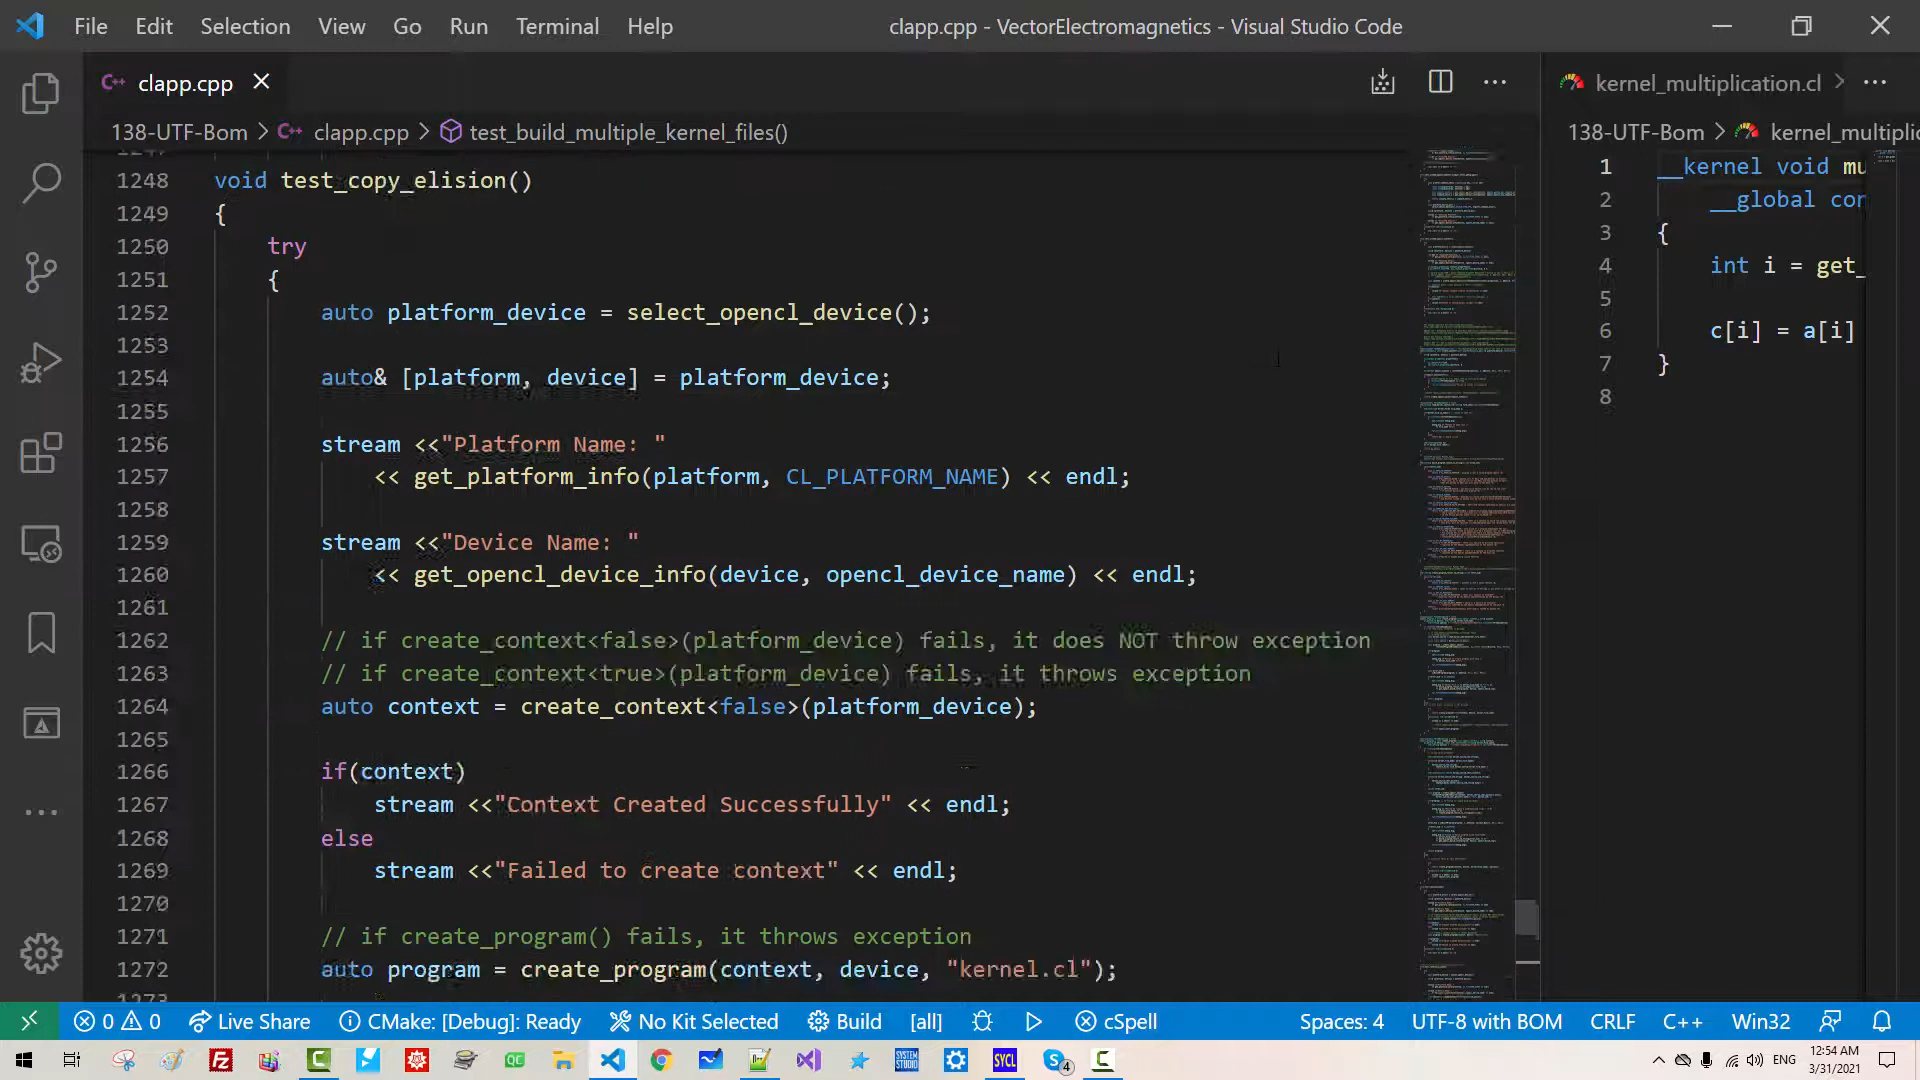 File Edit Selection View Go Run Terminal Help clapp.cpp - VectorElectromagnetics - Visual Studio Code
C++ clapp.cpp
138-UTF-Bom > C++ clapp.cpp > test_build_multiple_kernel_files()
1248 void test_copy_elision()
1249 {
1250 try
1251 {
1252 auto platform_device = select_opencl_device();
1253
1254 auto& [platform, device] = platform_device;
1255
1256 stream <<"Platform Name: "
1257 << get_platform_info(platform, CL_PLATFORM_NAME) << endl;
1258
1259 stream <<"Device Name: "
1260 << get_opencl_device_info(device, opencl_device_name) << endl;
1261
1262 // if create_context<false>(platform_device) fails, it does NOT throw exception
1263 // if create_context<true>(platform_device) fails, it throws exception
1264 auto context = create_context<false>(platform_device);
1265
1266 if(context)
1267 stream <<"Context Created Successfully" << endl;
1268 else
1269 stream <<"Failed to create context" << endl;
1270
1271 // if create_program() fails, it throws exception
1272 auto program = create_program(context, device, "kernel.cl");
kernel_multiplication.cl
138-UTF-Bom > kernel_multiplic
1 __kernel void mu
2 __global con
3 {
4 int i = get_
5
6 c[i] = a[i]
7 }
8
0 0 Live Share CMake: [Debug]: Ready No Kit Selected Build [all] cSpell Spaces: 4 UTF-8 with BOM CRLF C++ Win32
QC SYSTEM STUDIO SYCL 4 ENG 12:54 AM
3/31/2021